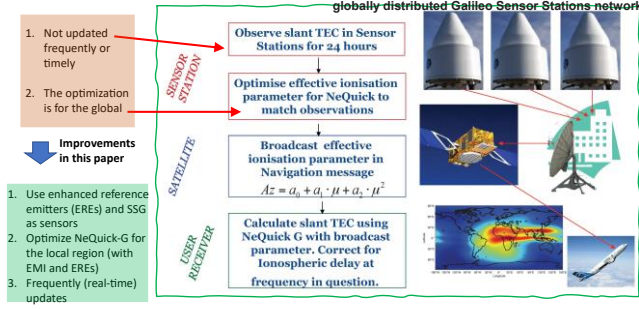 globally distributed Galileo Sensor Stations network
1. Not updated
frequently or
timely
2. The optimization
is for the global
Improvements
in this paper
1. Use enhanced reference
emitters (EREs) and SSG
as sensors
2. Optimize NeQuick-G for
the local region (with
EMI and EREs)
3. Frequently (real-time)
updates
SENSOR
STATION
Observe slant TEC in Sensor
Stations for 24 hours
Optimise effective ionisation
parameter for NeQuick to
match observations
SATELLITE
Broadcast effective
ionisation parameter in
Navigation message
Az = a₀ + a₁ · μ + a₂ · μ²
USER
RECEIVER
Calculate slant TEC using
NeQuick G with broadcast
parameter. Correct for
Ionospheric delay at
frequency in question.